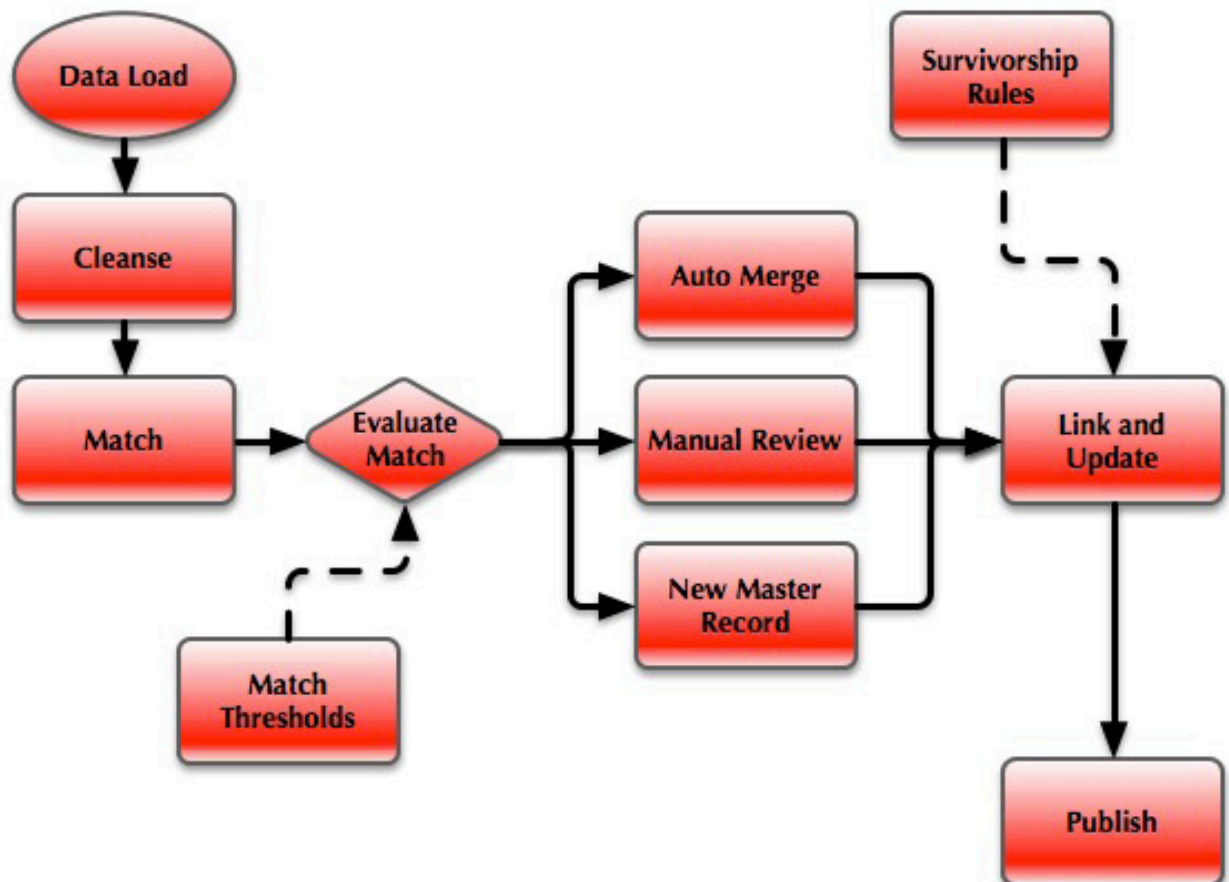 Data Load
Survivorship
Rules
Cleanse
Auto Merge
Match
Evaluate
Match
Manual Review
Link and
Update
New Master
Record
Match
Thresholds
Publish